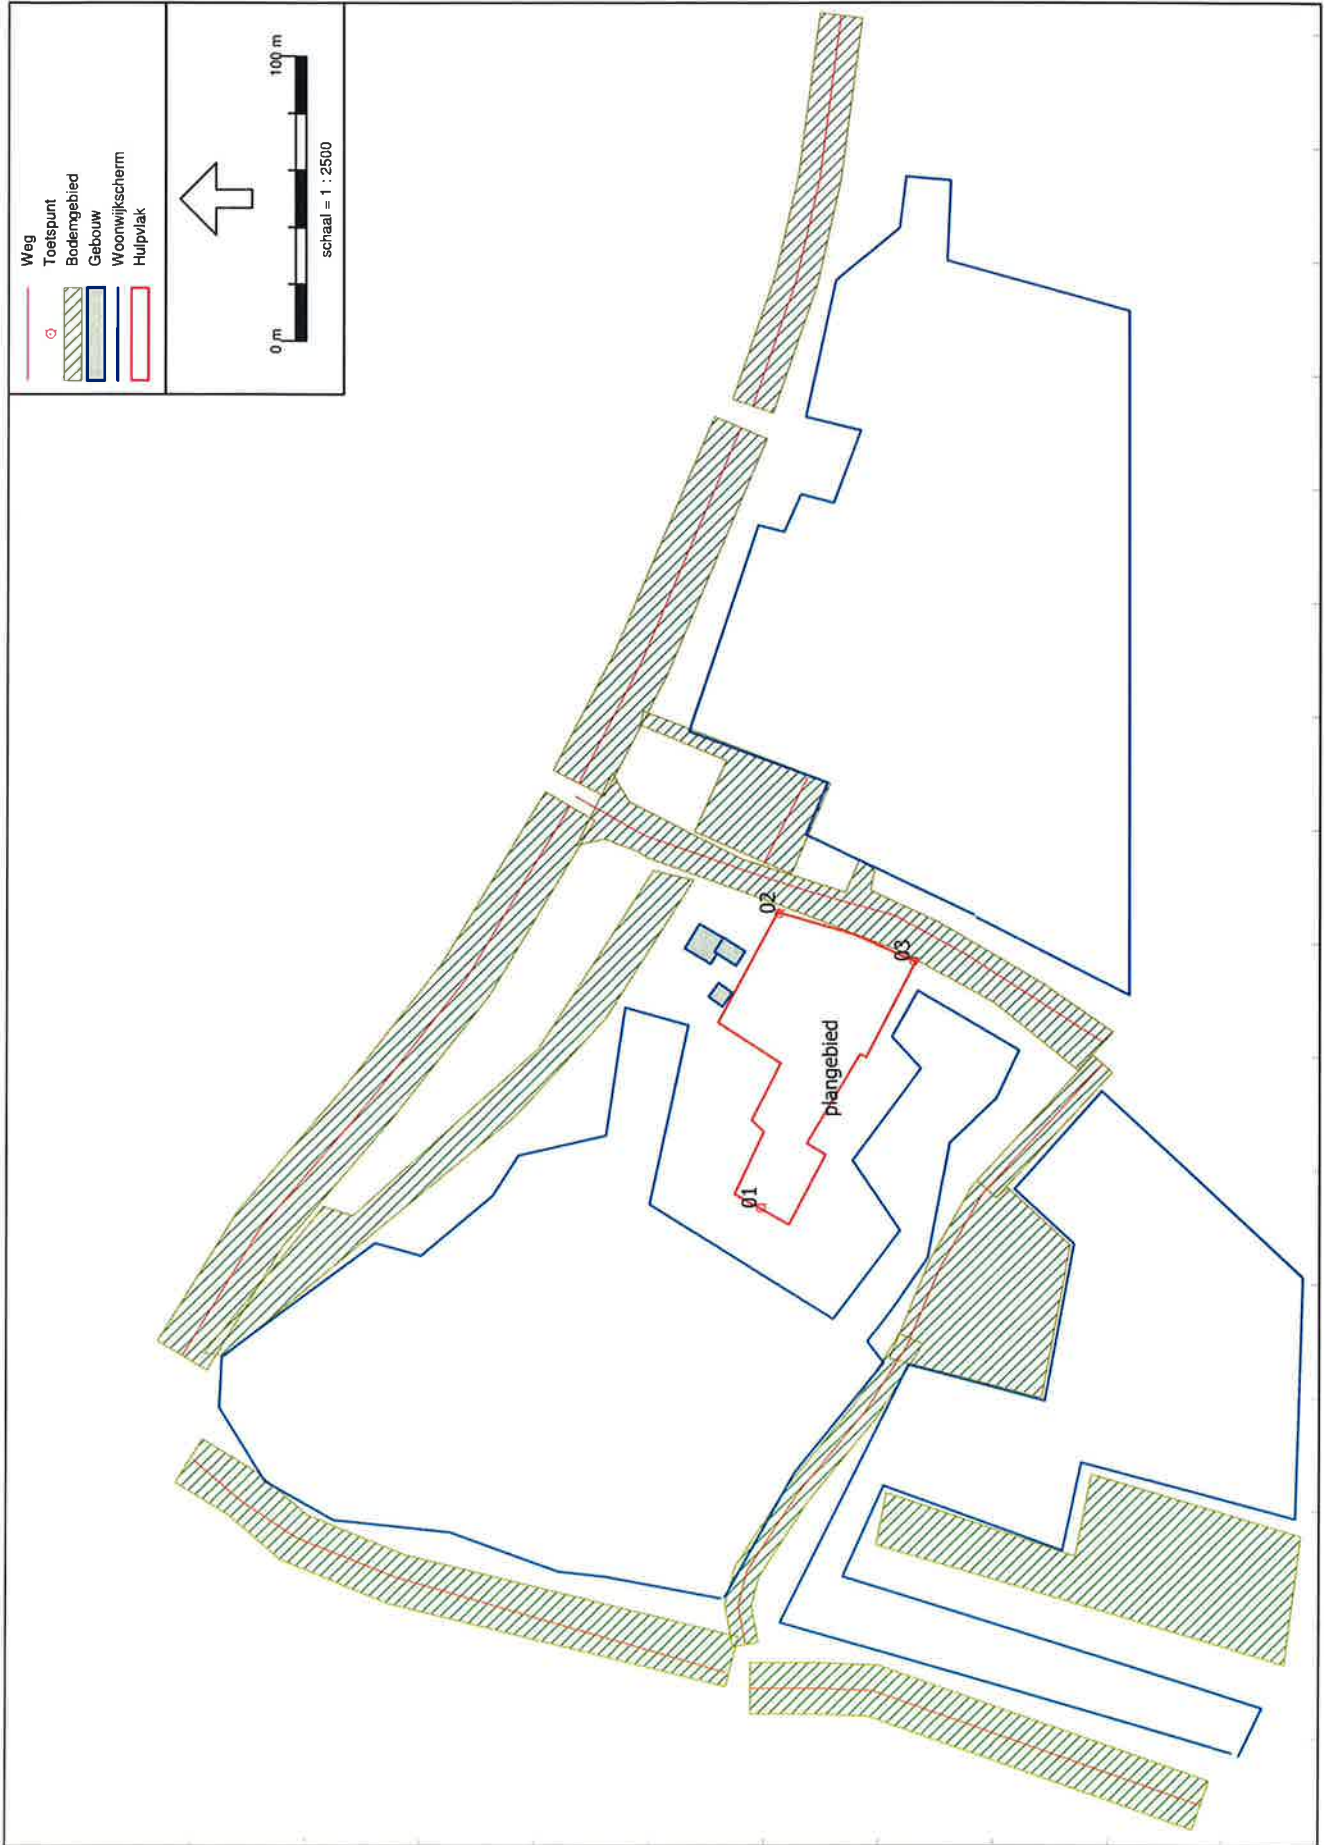 Weg
Toetspunt
Bodemgebied
Gebouw
Woonwijkscherm
Hulpvlak
0 m
100 m
schaal = 1 : 2500
02
03
plangebied
01